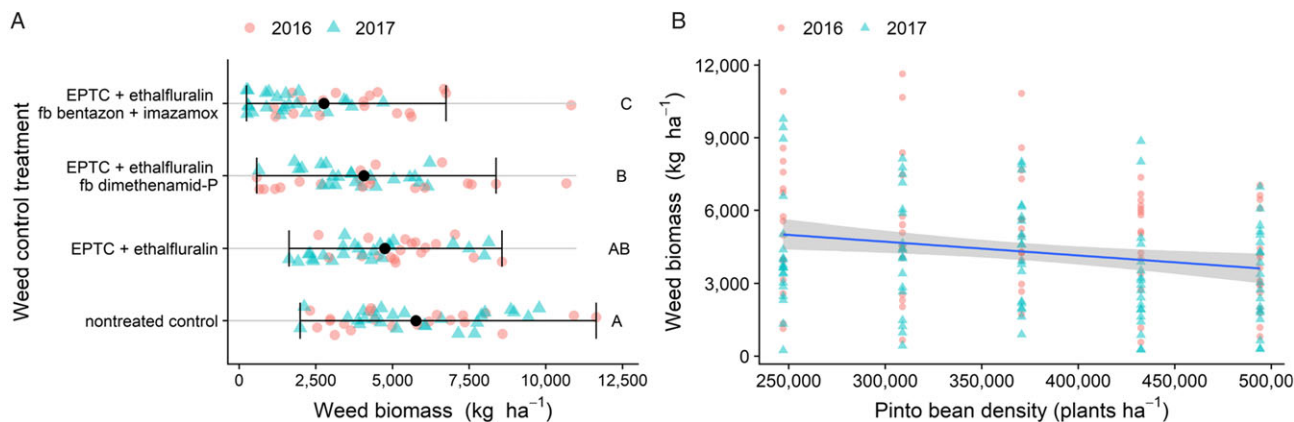 A
2016 2017
Weed control treatment
EPTC + ethalfluralin
fb bentazon + imazamox
C
EPTC + ethalfluralin
fb dimethenamid-P
B
EPTC + ethalfluralin
AB
nontreated control
A
0 2,500 5,000 7,500 10,000 12,500
Weed biomass (kg ha⁻¹)
B
2016 2017
Weed biomass (kg ha⁻¹)
12,000
9,000
6,000
3,000
0
250,000 300,000 350,000 400,000 450,000 500,00
Pinto bean density (plants ha⁻¹)